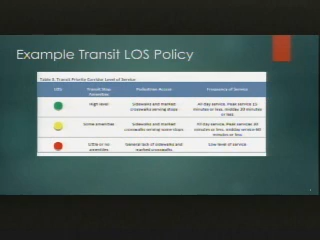 Example Transit LOS Policy
Table 4. Transit Priority Corridor Level of Service
LOS Transit Stop Amenities Pedestrian Access Frequency of Service
High level Sidewalks and marked crosswalks serving stops All day service. Peak service 15 minutes or less, midday 30 minutes or less.
Some amenities Sidewalks and marked crosswalks serving some stops All day service. Peak service 30 minutes or less, midday service 60 minutes or less
Little or no amenities General lack of sidewalks and marked crosswalks Low level of service